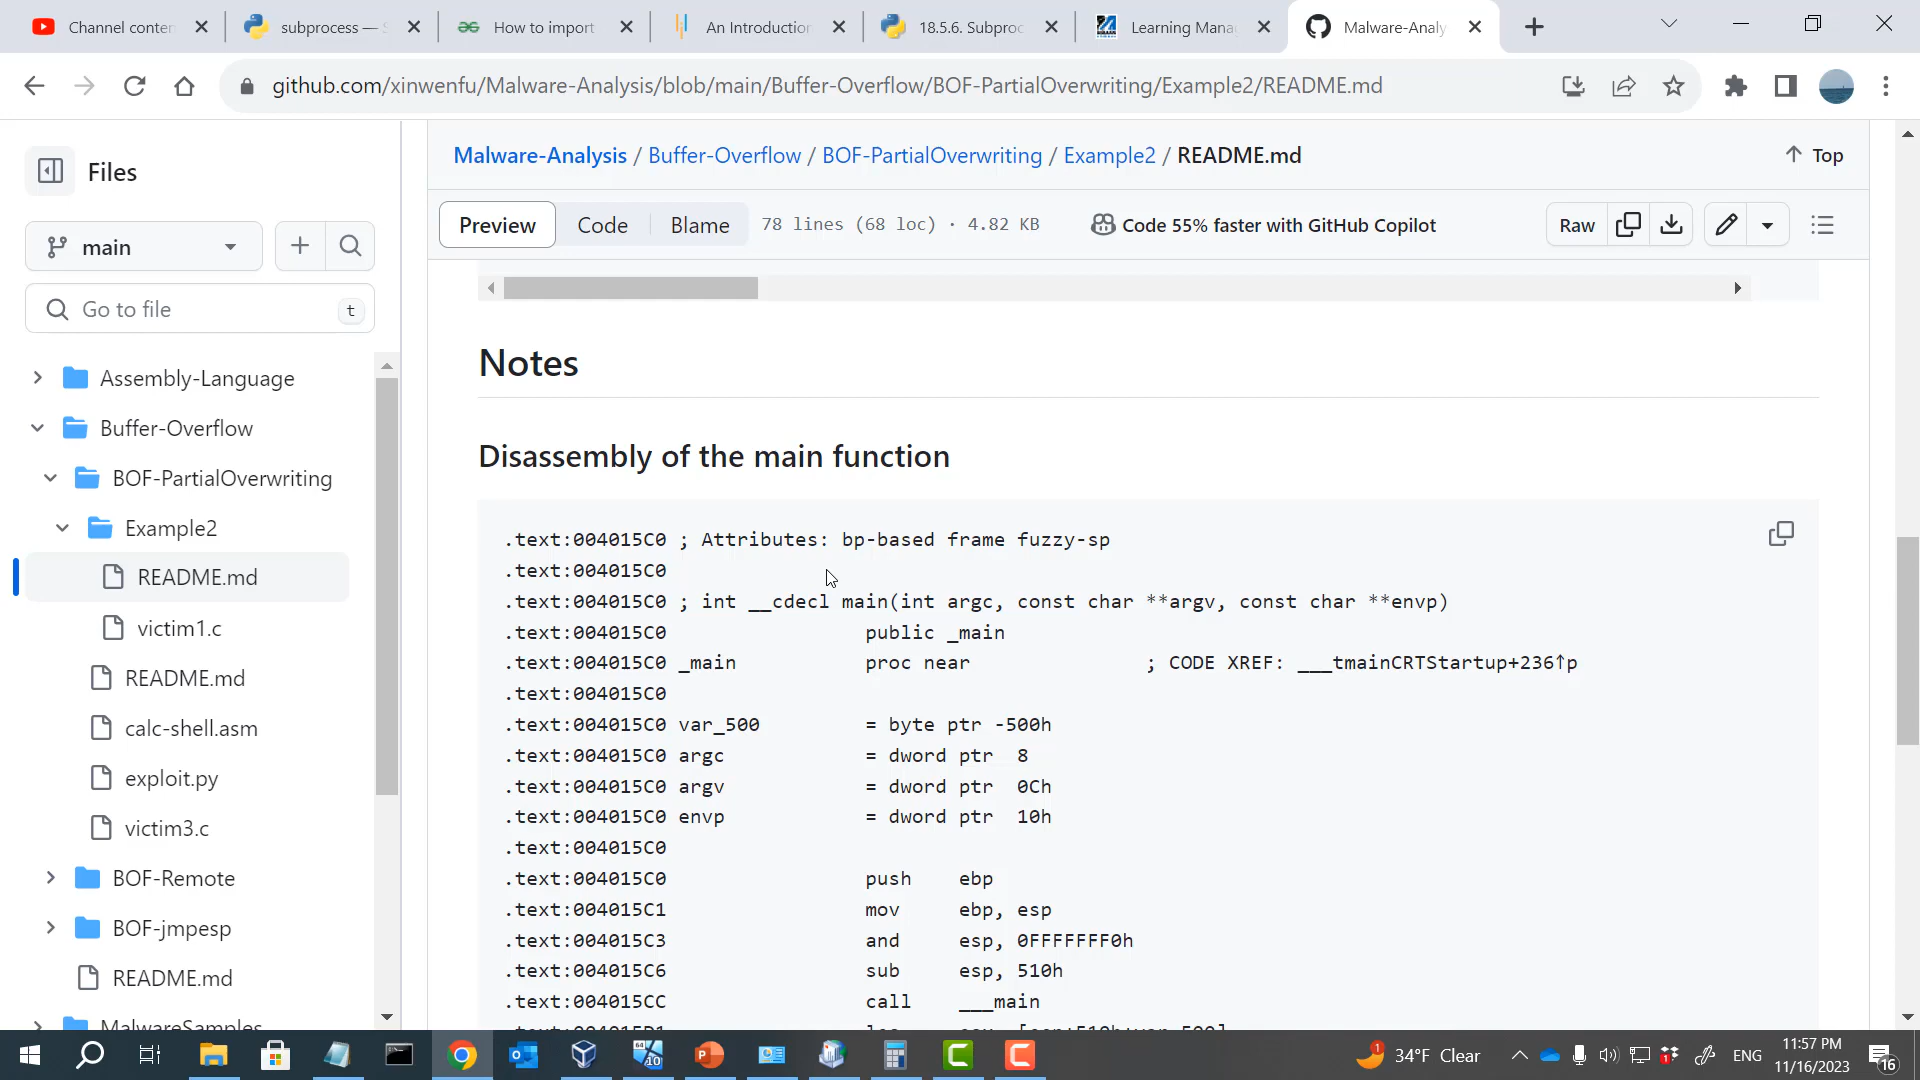 Channel conten
subprocess — S
How to import
An Introduction
18.5.6. Subproc
Learning Mana
Malware-Analy
github.com/xinwenfu/Malware-Analysis/blob/main/Buffer-Overflow/BOF-PartialOverwriting/Example2/README.md
Files
main
Go to file
t
Assembly-Language
Buffer-Overflow
BOF-PartialOverwriting
Example2
README.md
victim1.c
README.md
calc-shell.asm
exploit.py
victim3.c
BOF-Remote
BOF-jmpesp
README.md
MalwareSamples
Malware-Analysis / Buffer-Overflow / BOF-PartialOverwriting / Example2 / README.md
Top
Preview Code Blame 78 lines (68 loc) · 4.82 KB Code 55% faster with GitHub Copilot Raw
Notes
Disassembly of the main function
.text:004015C0 ; Attributes: bp-based frame fuzzy-sp
.text:004015C0
.text:004015C0 ; int __cdecl main(int argc, const char **argv, const char **envp)
.text:004015C0 public _main
.text:004015C0 _main proc near ; CODE XREF: ___tmainCRTStartup+236↑p
.text:004015C0
.text:004015C0 var_500 = byte ptr -500h
.text:004015C0 argc = dword ptr 8
.text:004015C0 argv = dword ptr 0Ch
.text:004015C0 envp = dword ptr 10h
.text:004015C0
.text:004015C0 push ebp
.text:004015C1 mov ebp, esp
.text:004015C3 and esp, 0FFFFFFF0h
.text:004015C6 sub esp, 510h
.text:004015CC call ___main
64
10
1
34°F Clear
1
ENG
11:57 PM
11/16/2023
16